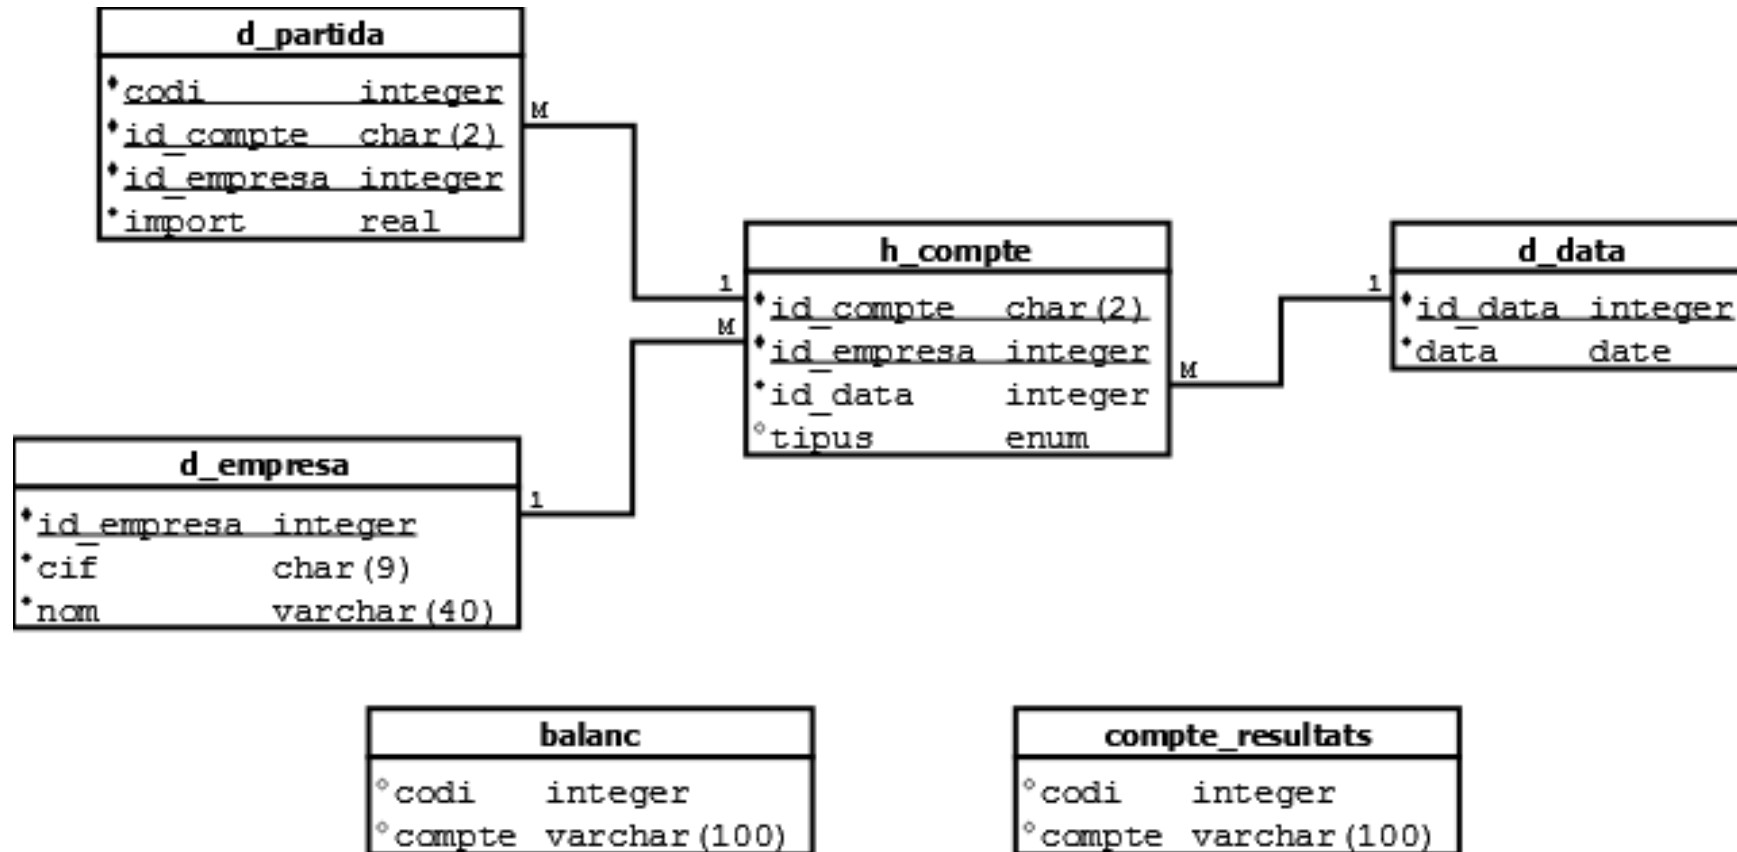 d_partida
codi integer
id_compte char(2)
id_empresa integer
import real
M
1
h_compte
id_compte char(2)
id_empresa integer
id_data integer
tipus enum
M
M
1
d_data
id_data integer
data date
d_empresa
id_empresa integer
cif char(9)
nom varchar(40)
1
balanc
codi integer
compte varchar(100)
compte_resultats
codi integer
compte varchar(100)